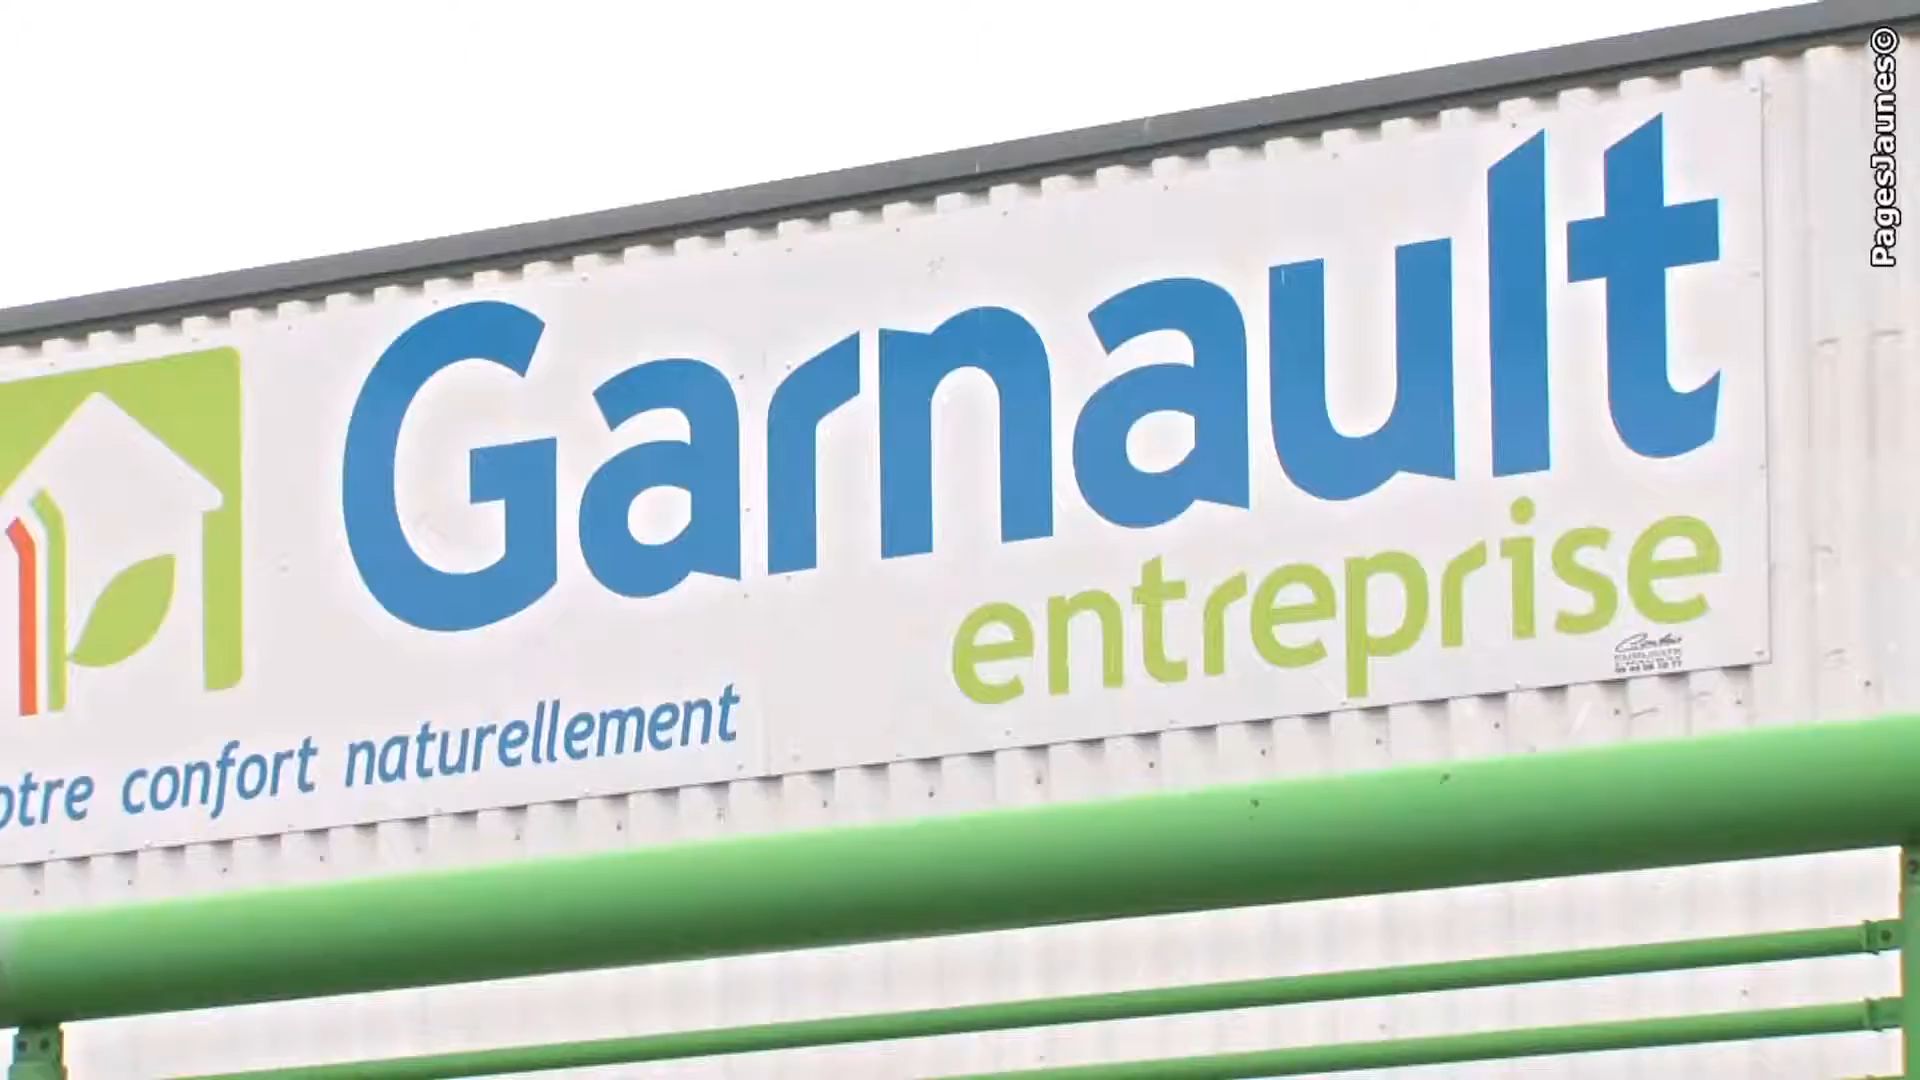 Garnault
entreprise
otre confort naturellement
PagesJaunes©